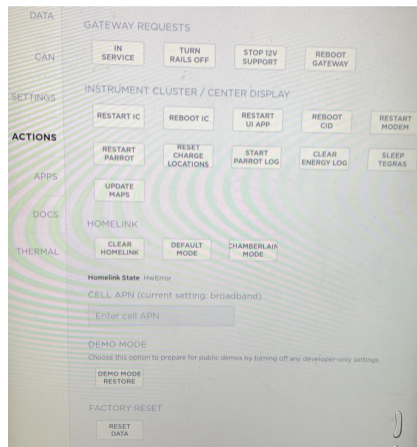 DATA
CAN
SETTINGS
ACTIONS
APPS
DOCS
THERMAL
GATEWAY REQUESTS
IN
SERVICE
TURN
RAILS OFF
STOP 12V
SUPPORT
REBOOT
GATEWAY
INSTRUMENT CLUSTER / CENTER DISPLAY
RESTART IC
REBOOT IC
RESTART
UI APP
REBOOT
CID
RESTART
MODEM
RESTART
PARROT
RESET
CHARGE
LOCATIONS
START
PARROT LOG
CLEAR
ENERGY LOG
SLEEP
TEGRAS
UPDATE
MAPS
HOMELINK
CLEAR
HOMELINK
DEFAULT
MODE
CHAMBERLAIN
MODE
Homelink State HwError
CELL APN (current setting: broadband)
Enter cell APN
DEMO MODE
Choose this option to prepare for public demos by turning off any developer-only settings
DEMO MODE
RESTORE
FACTORY RESET
RESET
DATA